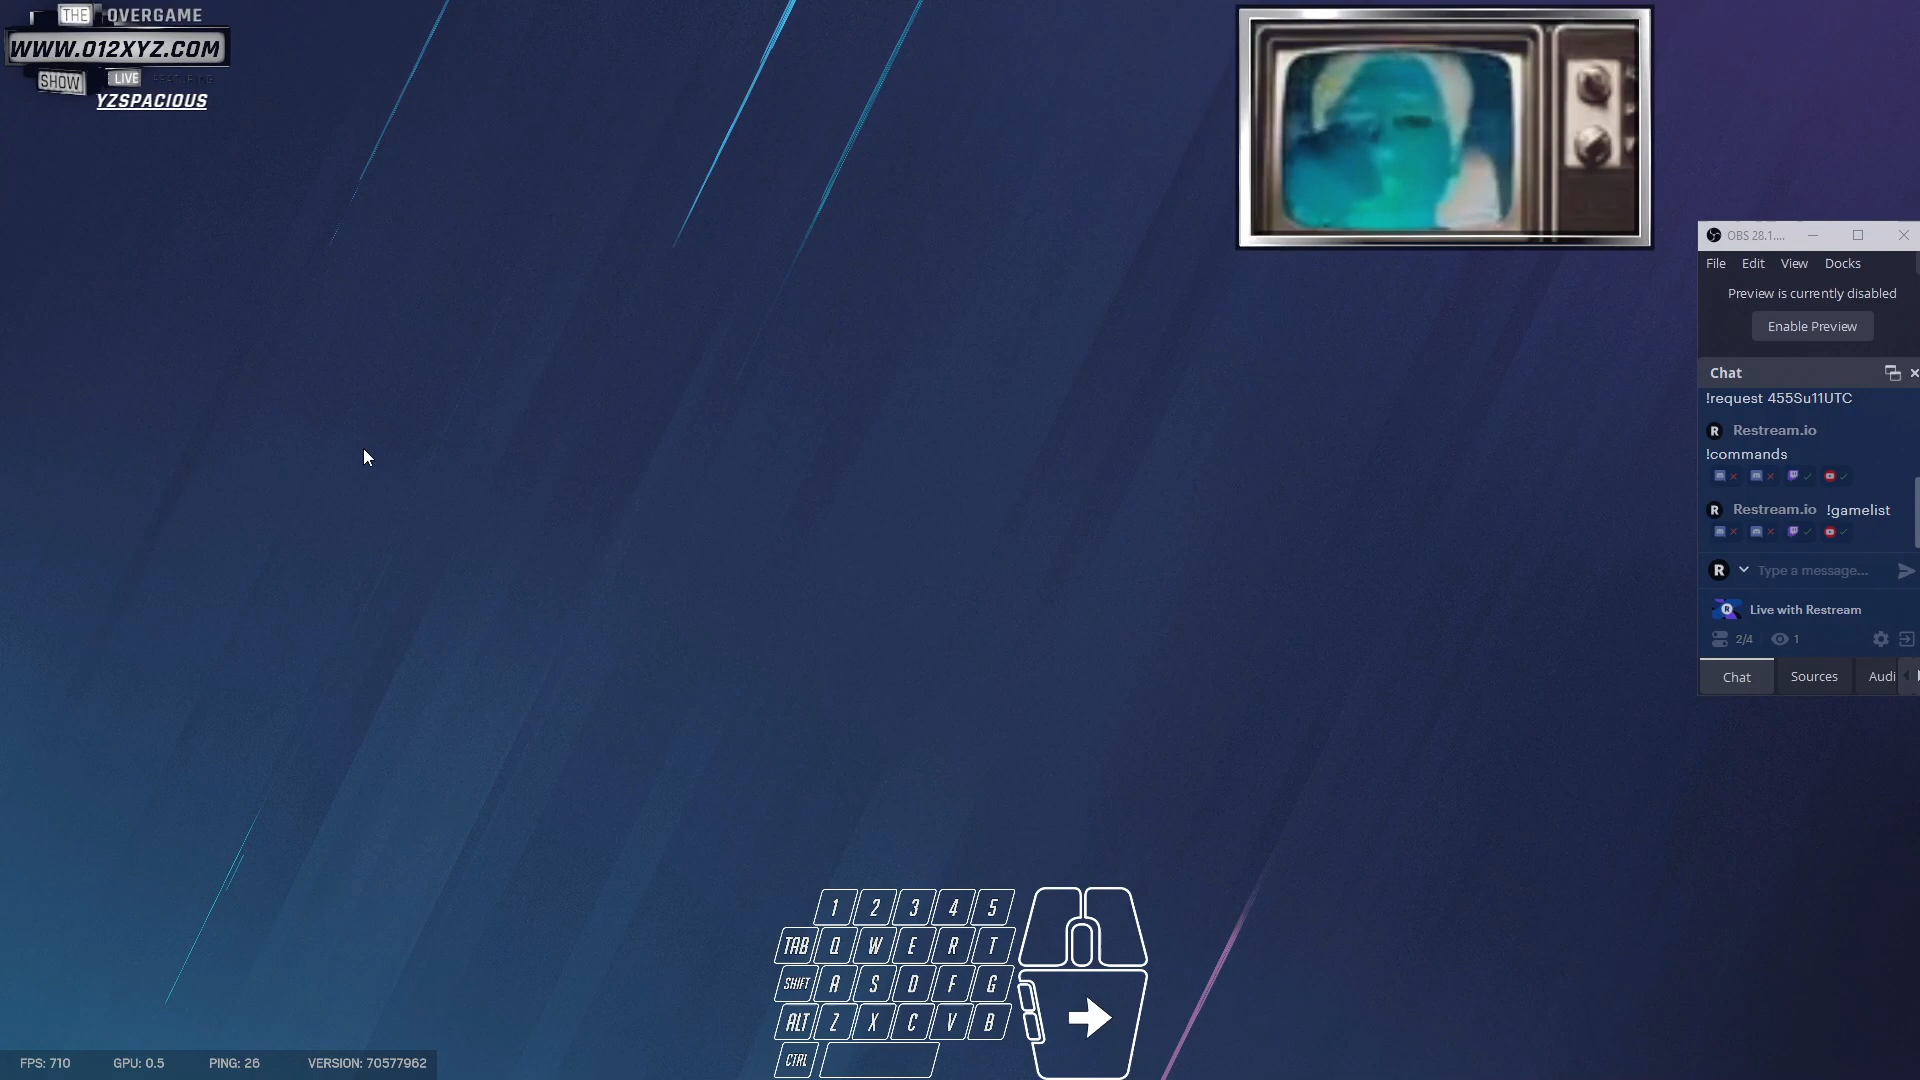 THE OVERGAME
WWW.012XYZ.COM
SHOW LIVE FEATURING
YZSPACIOUS
OBS 28.1....
File Edit View Docks
Preview is currently disabled
Enable Preview
Chat
!request 455Su11UTC
R Restream.io
!commands
R Restream.io !gamelist
R Type a message...
R Live with Restream
2/4 1
Chat Sources Audi
1 2 3 4 5
TAB Q W E R T
SHIFT A S D F G
ALT Z X C V B
CTRL
FPS: 710 GPU: 0.5 PING: 26 VERSION: 70577962